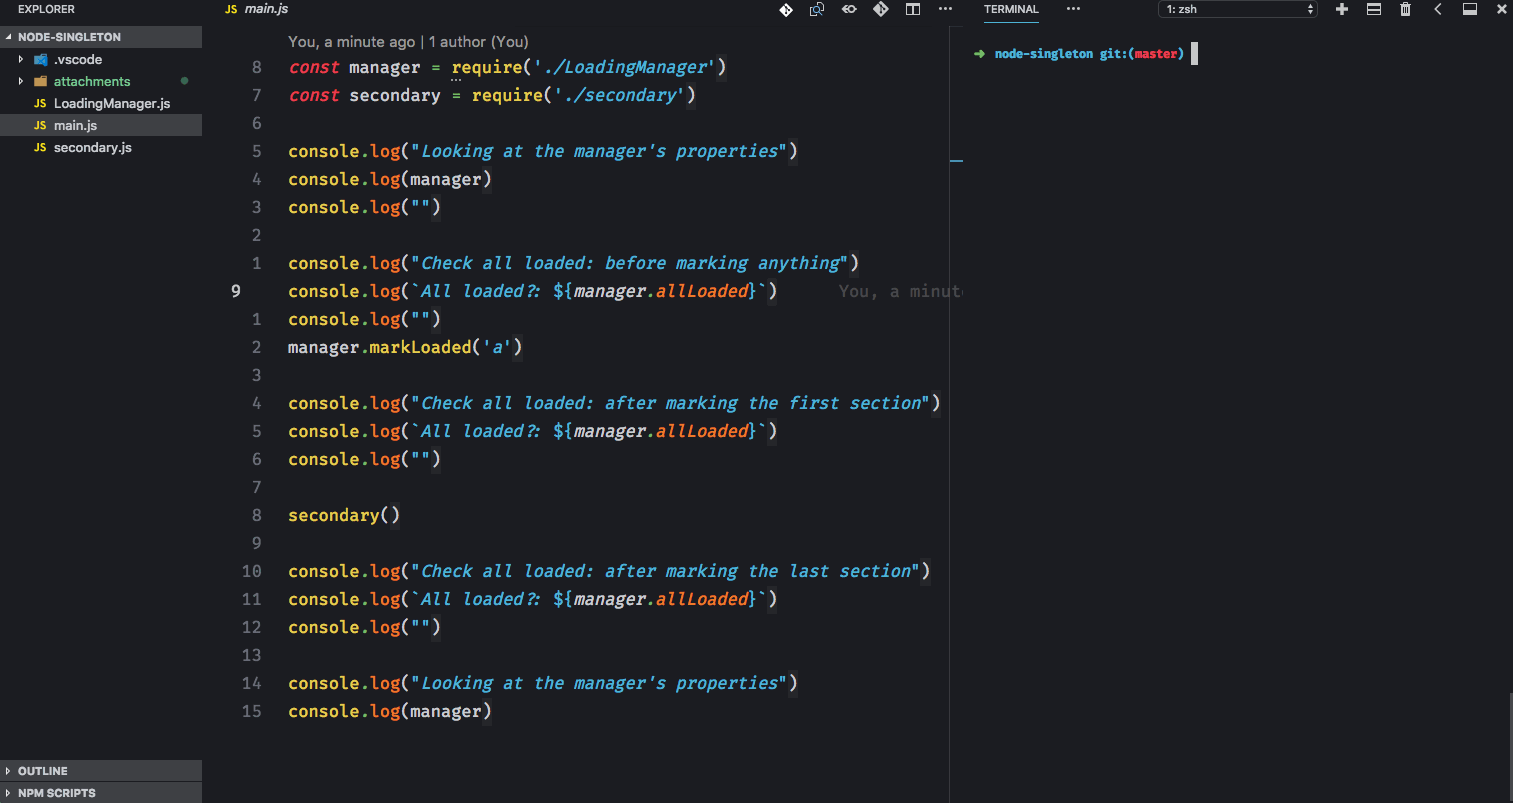 EXPLORER
NODE-SINGLETON
.vscode
attachments
JS LoadingManager.js
JS main.js
JS secondary.js
OUTLINE
NPM SCRIPTS
JS main.js
You, a minute ago | 1 author (You)
8 const manager = require('./LoadingManager')
7 const secondary = require('./secondary')
6
5 console.log("Looking at the manager's properties")
4 console.log(manager)
3 console.log("")
2
1 console.log("Check all loaded: before marking anything")
9 console.log(`All loaded?: ${manager.allLoaded}`) You, a minut
1 console.log("")
2 manager.markLoaded('a')
3
4 console.log("Check all loaded: after marking the first section")
5 console.log(`All loaded?: ${manager.allLoaded}`)
6 console.log("")
7
8 secondary()
9
10 console.log("Check all loaded: after marking the last section")
11 console.log(`All loaded?: ${manager.allLoaded}`)
12 console.log("")
13
14 console.log("Looking at the manager's properties")
15 console.log(manager)
TERMINAL
1: zsh
➜ node-singleton git:(master)